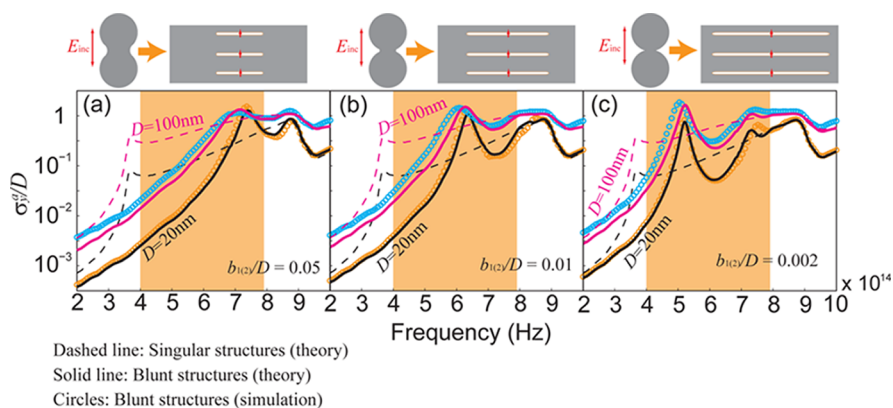 E_inc E_inc E_inc
(a) (b) (c)
D=100nm D=100nm D=100nm
D=20nm D=20nm D=20nm
b1(2)/D = 0.05 b1(2)/D = 0.01 b1(2)/D = 0.002
σ_y^a/D
1
10^-1
10^-2
10^-3
2 3 4 5 6 7 8 9 2 3 4 5 6 7 8 9 2 3 4 5 6 7 8 9 10
x 10^14
Frequency (Hz)
Dashed line: Singular structures (theory)
Solid line: Blunt structures (theory)
Circles: Blunt structures (simulation)